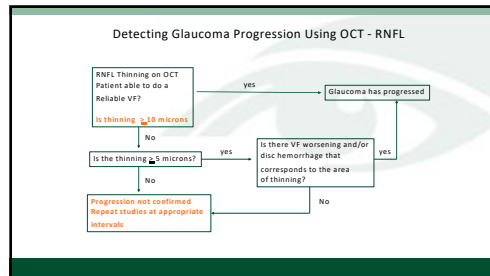 Detecting Glaucoma Progression Using OCT - RNFL
RNFL Thinning on OCT
Patient able to do a
Reliable VF?
Is thinning ≥ 10 microns
yes
Glaucoma has progressed
No
Is the thinning ≥ 5 microns?
yes
Is there VF worsening and/or
disc hemorrhage that
corresponds to the area
of thinning?
yes
No
No
Progression not confirmed
Repeat studies at appropriate
intervals